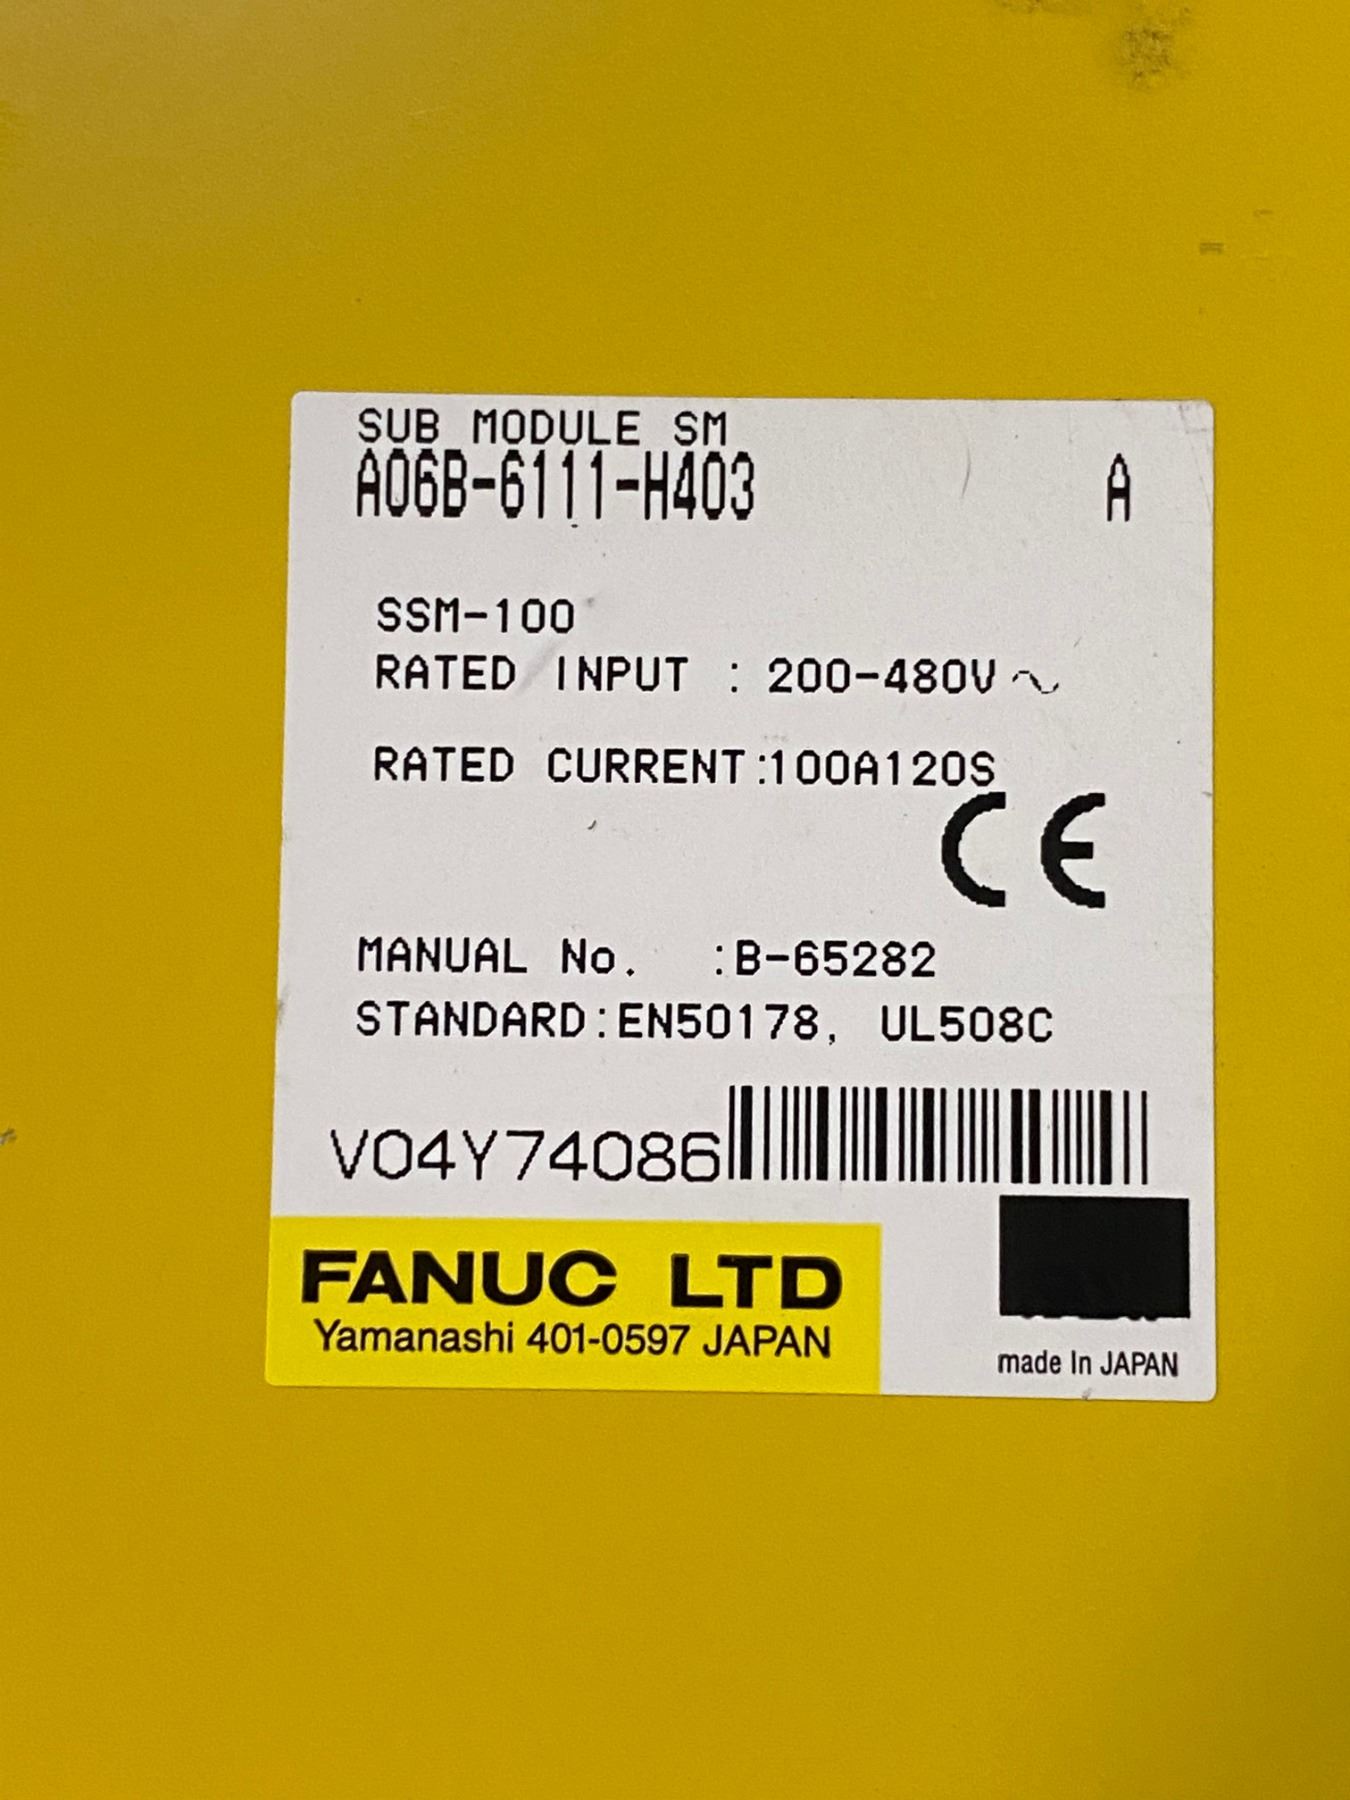 SUB MODULE SM
A06B-6111-H403 A
SSM-100
RATED INPUT : 200-480V ∿
RATED CURRENT:100A120S
CE
MANUAL No. :B-65282
STANDARD:EN50178, UL508C
V04Y74086
FANUC LTD
Yamanashi 401-0597 JAPAN
made In JAPAN